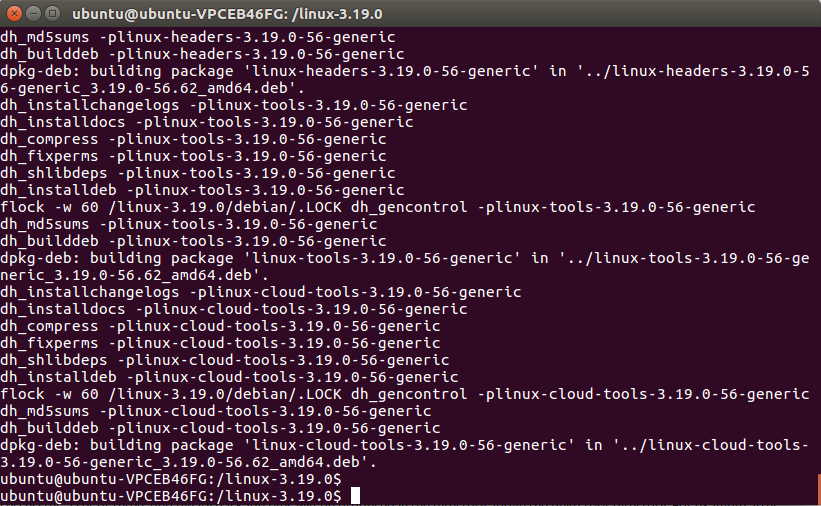 ubuntu@ubuntu-VPCEB46FG: /linux-3.19.0
dh_md5sums -plinux-headers-3.19.0-56-generic
dh_builddeb -plinux-headers-3.19.0-56-generic
dpkg-deb: building package 'linux-headers-3.19.0-56-generic' in '../linux-headers-3.19.0-5
6-generic_3.19.0-56.62_amd64.deb'.
dh_installchangelogs -plinux-tools-3.19.0-56-generic
dh_installdocs -plinux-tools-3.19.0-56-generic
dh_compress -plinux-tools-3.19.0-56-generic
dh_fixperms -plinux-tools-3.19.0-56-generic
dh_shlibdeps -plinux-tools-3.19.0-56-generic
dh_installdeb -plinux-tools-3.19.0-56-generic
flock -w 60 /linux-3.19.0/debian/.LOCK dh_gencontrol -plinux-tools-3.19.0-56-generic
dh_md5sums -plinux-tools-3.19.0-56-generic
dh_builddeb -plinux-tools-3.19.0-56-generic
dpkg-deb: building package 'linux-tools-3.19.0-56-generic' in '../linux-tools-3.19.0-56-ge
neric_3.19.0-56.62_amd64.deb'.
dh_installchangelogs -plinux-cloud-tools-3.19.0-56-generic
dh_installdocs -plinux-cloud-tools-3.19.0-56-generic
dh_compress -plinux-cloud-tools-3.19.0-56-generic
dh_fixperms -plinux-cloud-tools-3.19.0-56-generic
dh_shlibdeps -plinux-cloud-tools-3.19.0-56-generic
dh_installdeb -plinux-cloud-tools-3.19.0-56-generic
flock -w 60 /linux-3.19.0/debian/.LOCK dh_gencontrol -plinux-cloud-tools-3.19.0-56-generic
dh_md5sums -plinux-cloud-tools-3.19.0-56-generic
dh_builddeb -plinux-cloud-tools-3.19.0-56-generic
dpkg-deb: building package 'linux-cloud-tools-3.19.0-56-generic' in '../linux-cloud-tools-
3.19.0-56-generic_3.19.0-56.62_amd64.deb'.
ubuntu@ubuntu-VPCEB46FG:/linux-3.19.0$
ubuntu@ubuntu-VPCEB46FG:/linux-3.19.0$